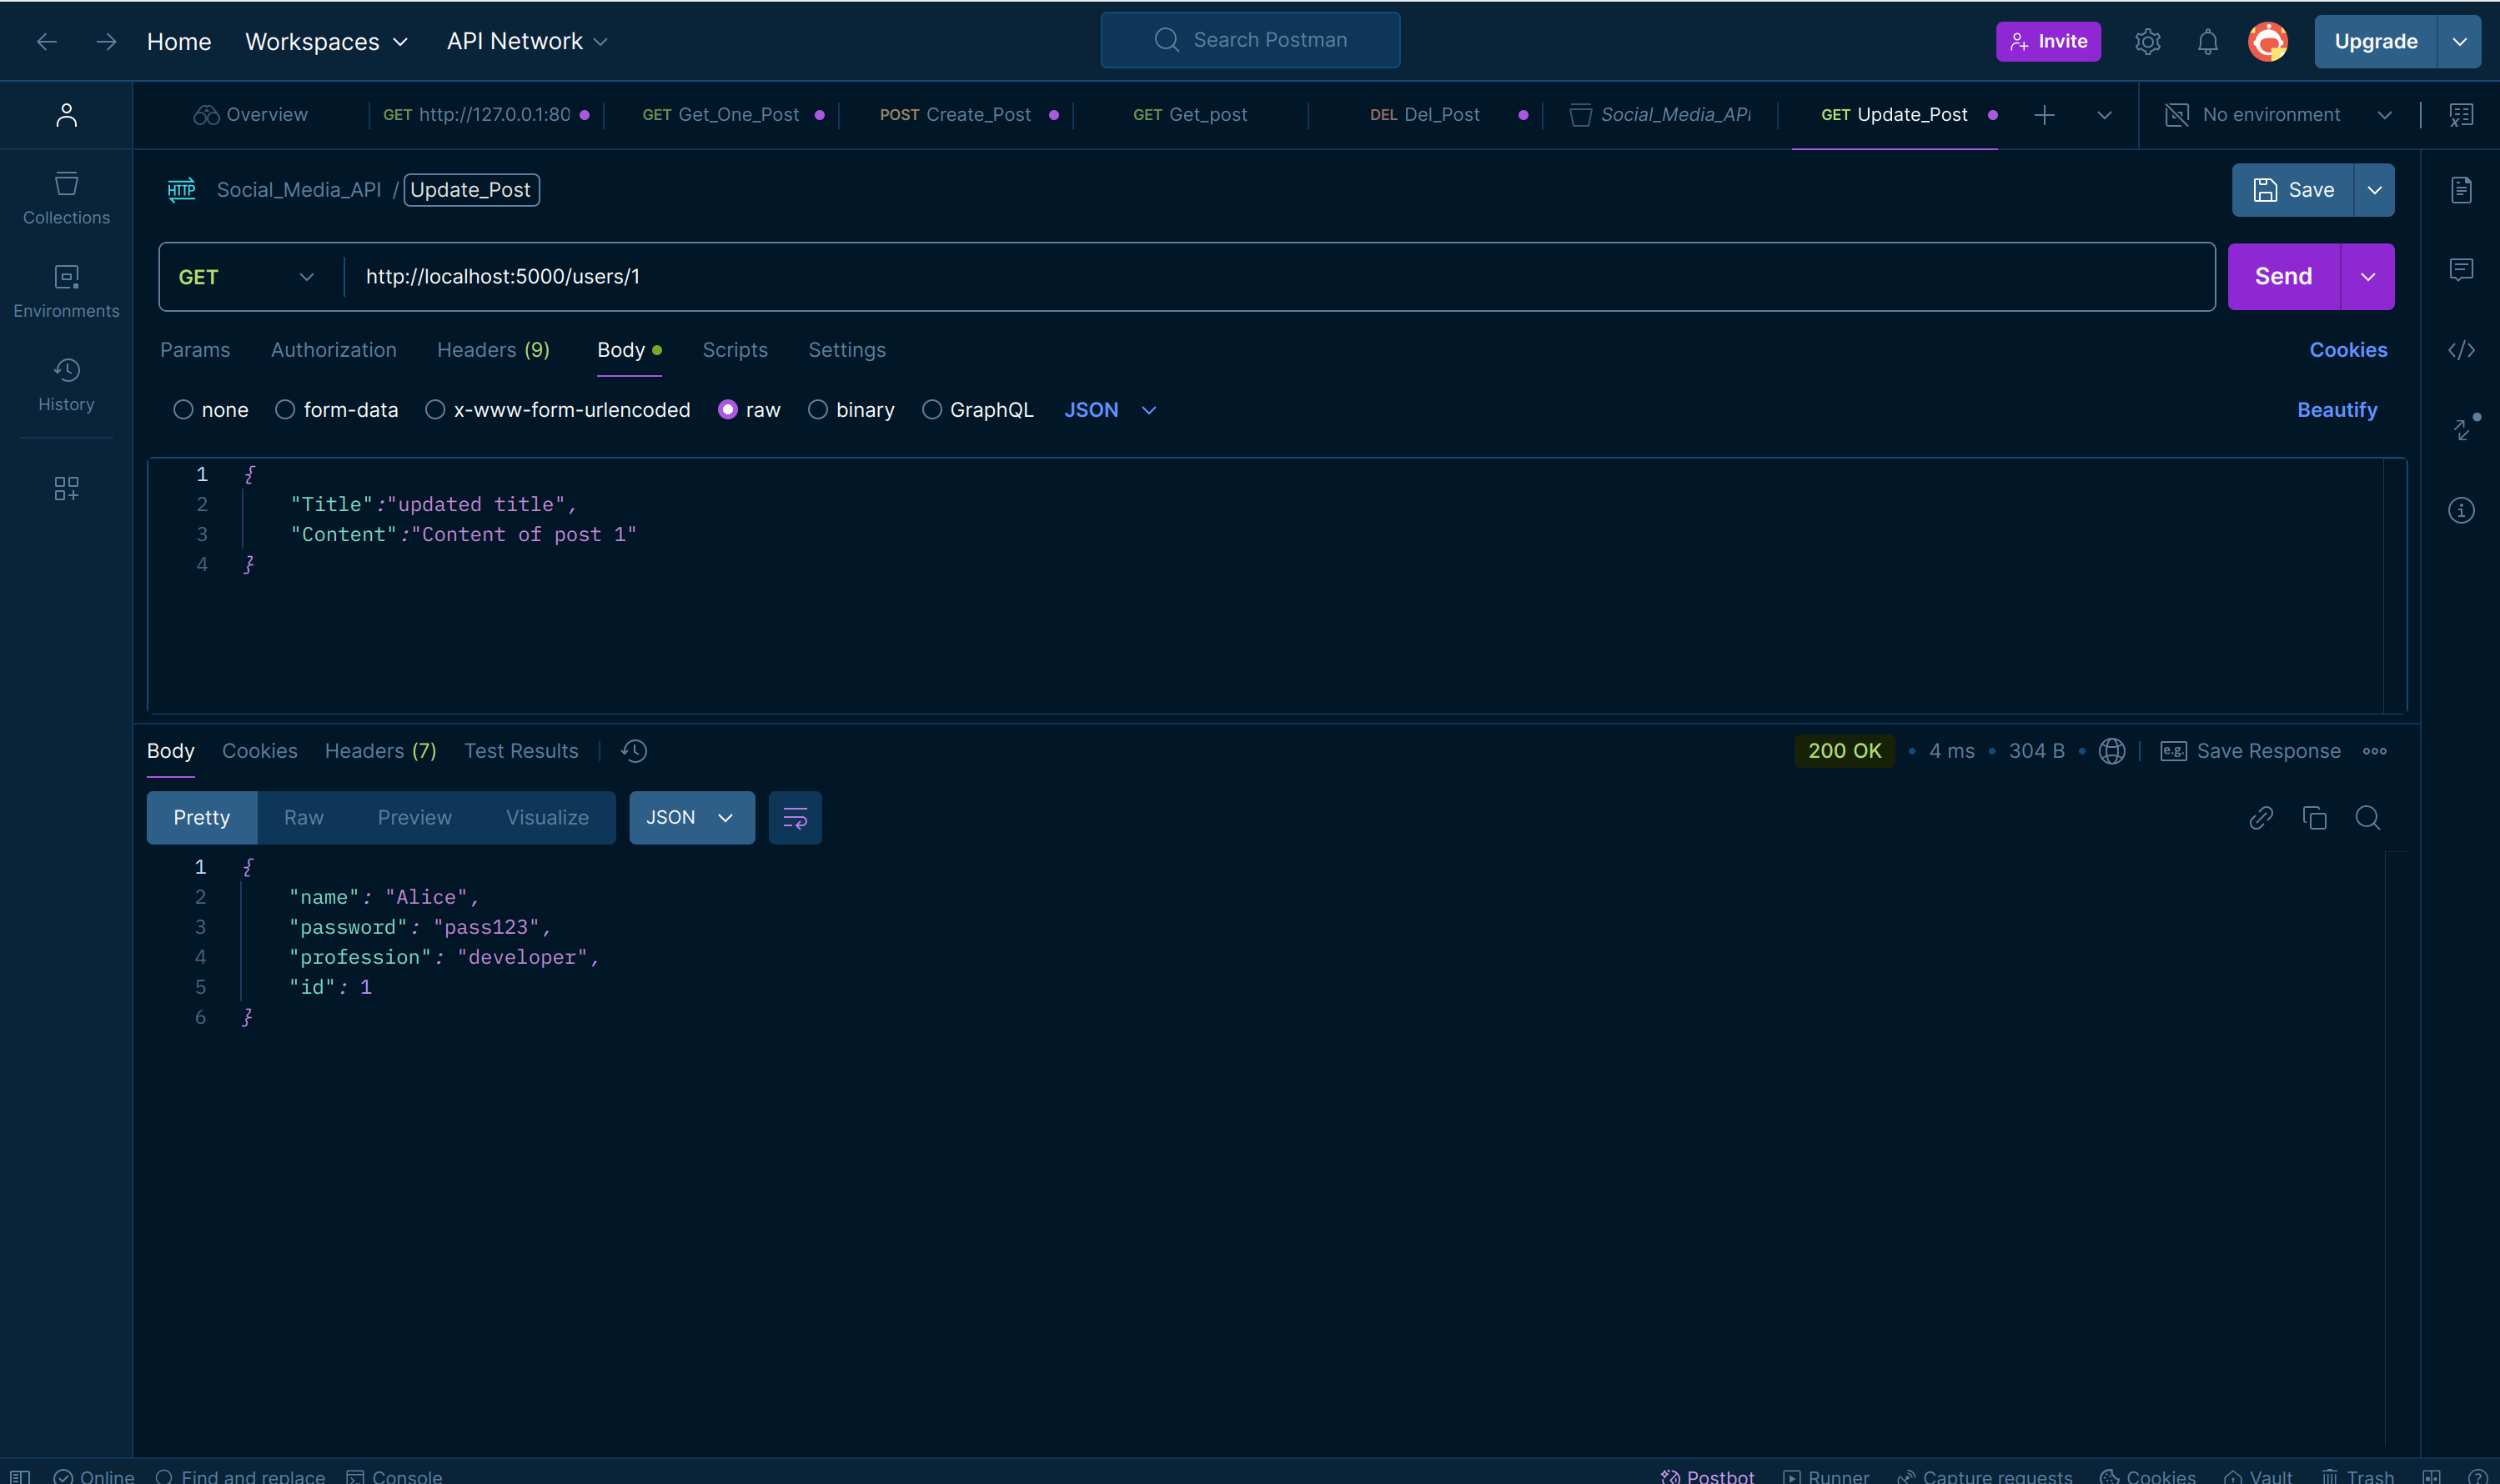 Home Workspaces API Network Search Postman Invite Upgrade
Overview GET http://127.0.0.1:80 GET Get_One_Post POST Create_Post GET Get_post DEL Del_Post Social_Media_API GET Update_Post No environment
HTTP Social_Media_API / Update_Post Save
Collections
GET http://localhost:5000/users/1 Send
Environments
Params Authorization Headers (9) Body Scripts Settings Cookies
History
none form-data x-www-form-urlencoded raw binary GraphQL JSON Beautify
1 {
2 "Title":"updated title",
3 "Content":"Content of post 1"
4 }
Body Cookies Headers (7) Test Results 200 OK • 4 ms • 304 B • e.g. Save Response
Pretty Raw Preview Visualize JSON
1 {
2 "name": "Alice",
3 "password": "pass123",
4 "profession": "developer",
5 "id": 1
6 }
Online Find and replace Console Postbot Runner Capture requests Cookies Vault Trash